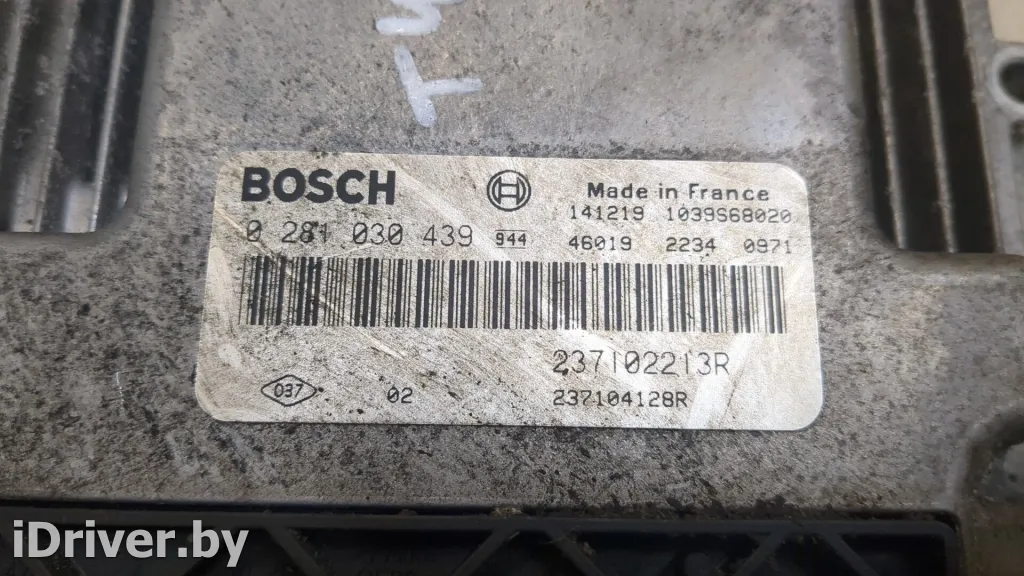 BOSCH
Made in France
141219 1039S68020
0 281 030 439 944 46019 2234 0971
237102213R
037 02 237104128R
iDriver.by